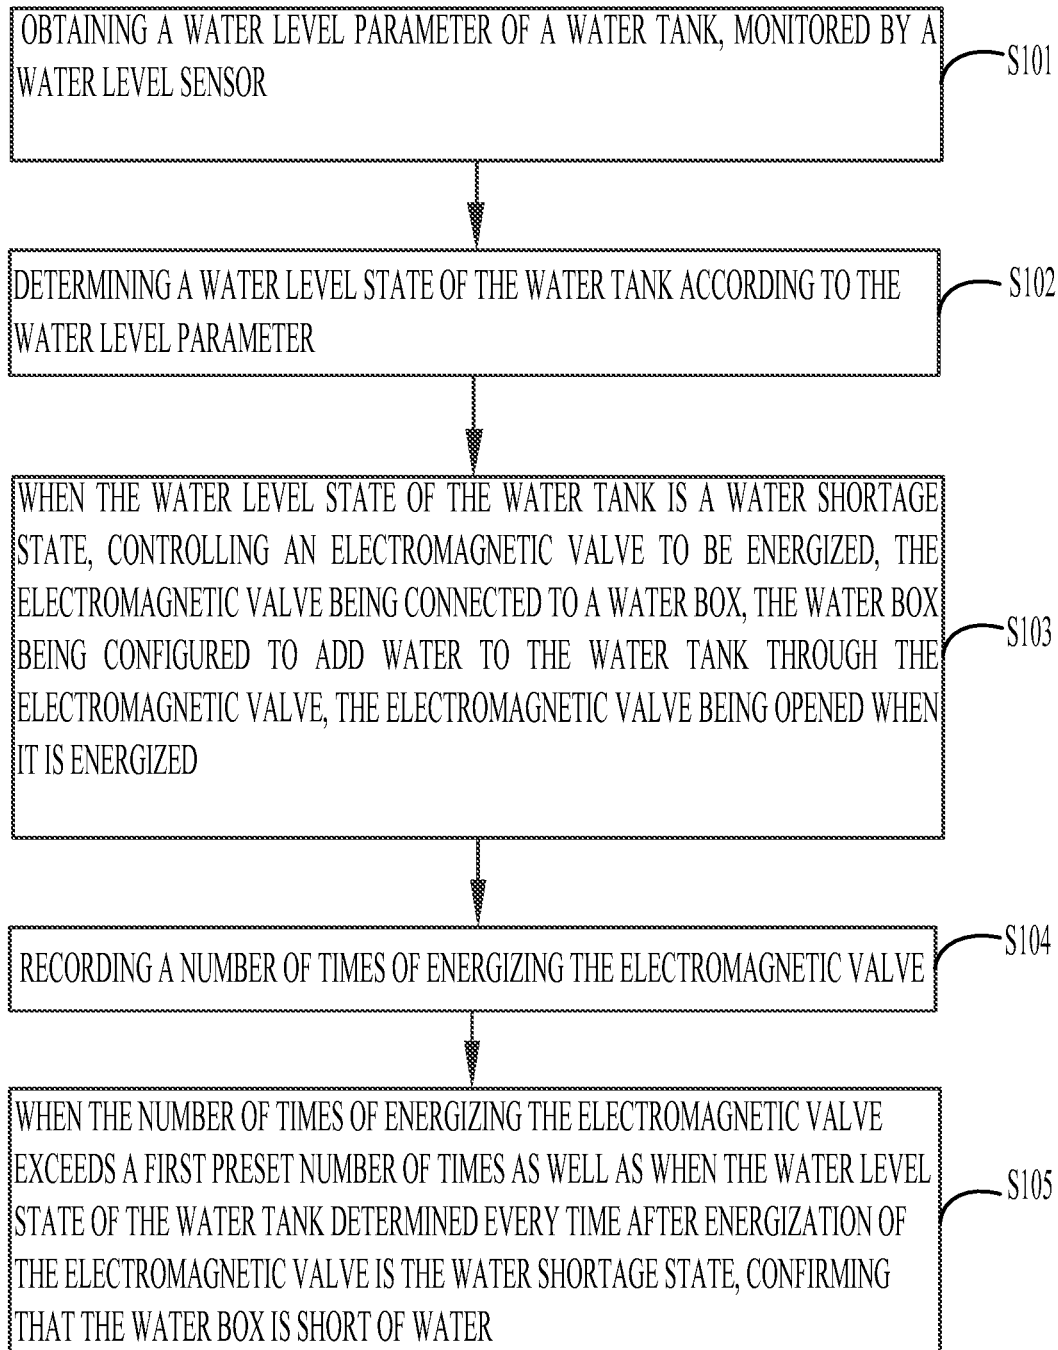 OBTAINING A WATER LEVEL PARAMETER OF A WATER TANK, MONITORED BY A
WATER LEVEL SENSOR
S101
DETERMINING A WATER LEVEL STATE OF THE WATER TANK ACCORDING TO THE
WATER LEVEL PARAMETER
S102
WHEN THE WATER LEVEL STATE OF THE WATER TANK IS A WATER SHORTAGE
STATE, CONTROLLING AN ELECTROMAGNETIC VALVE TO BE ENERGIZED, THE
ELECTROMAGNETIC VALVE BEING CONNECTED TO A WATER BOX, THE WATER BOX
BEING CONFIGURED TO ADD WATER TO THE WATER TANK THROUGH THE
ELECTROMAGNETIC VALVE, THE ELECTROMAGNETIC VALVE BEING OPENED WHEN
IT IS ENERGIZED
S103
RECORDING A NUMBER OF TIMES OF ENERGIZING THE ELECTROMAGNETIC VALVE
S104
WHEN THE NUMBER OF TIMES OF ENERGIZING THE ELECTROMAGNETIC VALVE
EXCEEDS A FIRST PRESET NUMBER OF TIMES AS WELL AS WHEN THE WATER LEVEL
STATE OF THE WATER TANK DETERMINED EVERY TIME AFTER ENERGIZATION OF
THE ELECTROMAGNETIC VALVE IS THE WATER SHORTAGE STATE, CONFIRMING
THAT THE WATER BOX IS SHORT OF WATER
S105